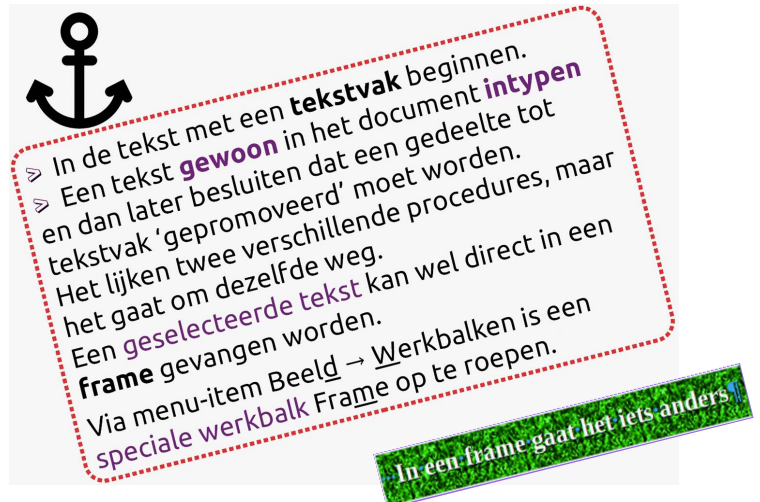 ⪢ In de tekst met een tekstvak beginnen.
⪢ Een tekst gewoon in het document intypen
en dan later besluiten dat een gedeelte tot
tekstvak ‘gepromoveerd’ moet worden.
Het lijken twee verschillende procedures, maar
het gaat om dezelfde weg.
Een geselecteerde tekst kan wel direct in een
frame gevangen worden.
Via menu-item Beeld → Werkbalken is een
speciale werkbalk Frame op te roepen.
In·een·frame·gaat·het·iets·anders¶